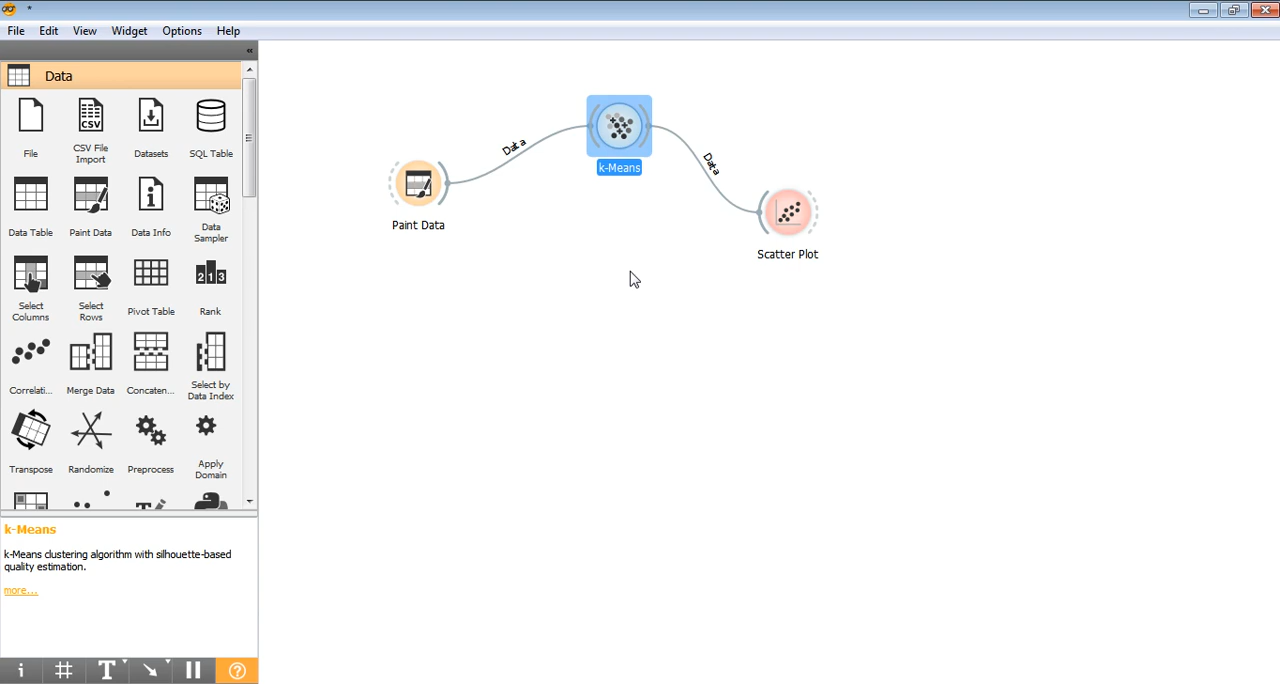 *
File Edit View Widget Options Help
«
Data
File
CSV File
Import
Datasets
SQL Table
Data Table
Paint Data
Data Info
Data
Sampler
Select
Columns
Select
Rows
Pivot Table
Rank
Correlati...
Merge Data
Concaten...
Select by
Data Index
Transpose
Randomize
Preprocess
Apply
Domain
k-Means
k-Means clustering algorithm with silhouette-based
quality estimation.
more...
Paint Data
Data
k-Means
Data
Scatter Plot